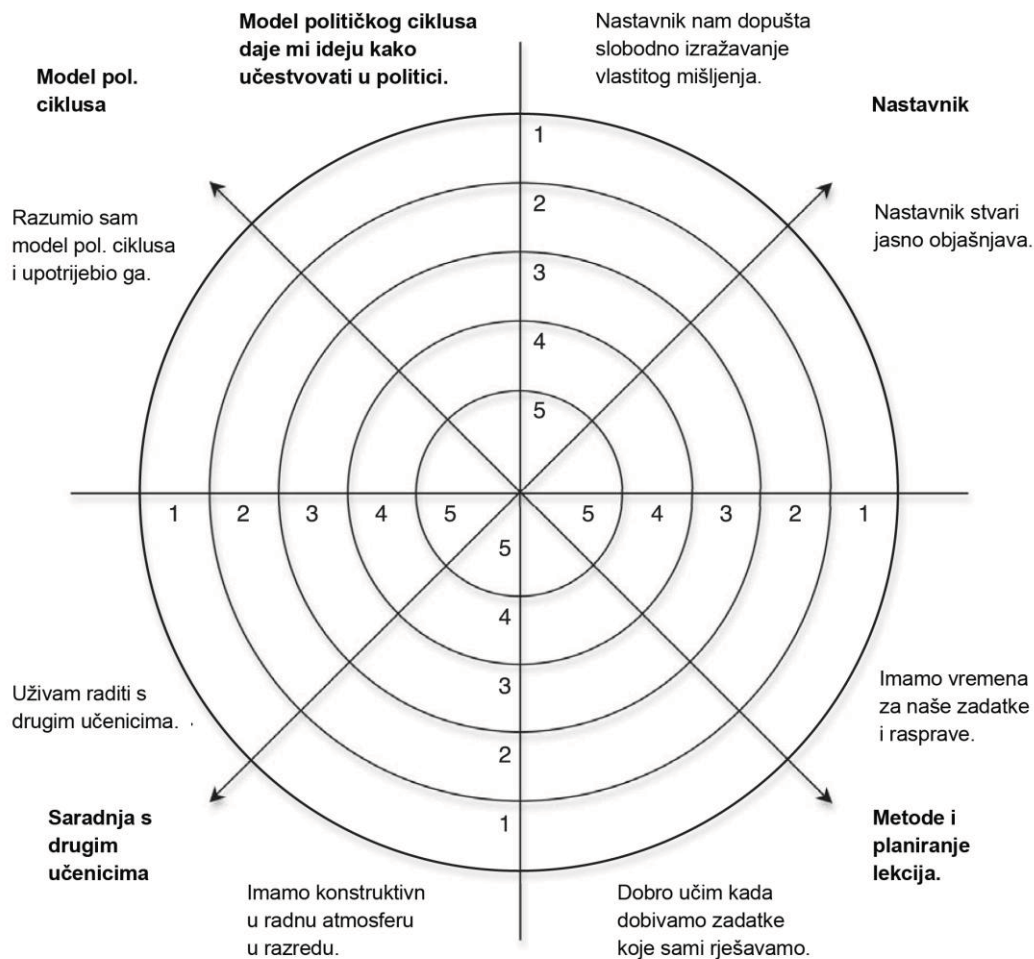 Model političkog ciklusa
daje mi ideju kako
učestvovati u politici.
Nastavnik nam dopušta
slobodno izražavanje
vlastitog mišljenja.
Model pol.
ciklusa
Nastavnik
Razumio sam
model pol. ciklusa
i upotrijebio ga.
Nastavnik stvari
jasno objašnjava.
1
2
3
4
5
1 2 3 4 5 5 4 3 2 1
5
4
3
2
1
Uživam raditi s
drugim učenicima.
Imamo vremena
za naše zadatke
i rasprave.
Saradnja s
drugim
učenicima
Metode i
planiranje
lekcija.
Imamo konstruktivn
u radnu atmosferu
u razredu.
Dobro učim kada
dobivamo zadatke
koje sami rješavamo.